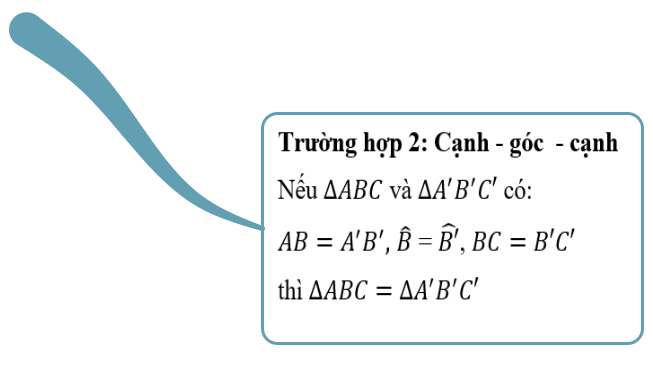 Trường hợp 2: Cạnh - góc - cạnh
Nếu ΔABC và ΔA′B′C′ có:
AB = A′B′, B̂ = B̂′, BC = B′C′
thì ΔABC = ΔA′B′C′